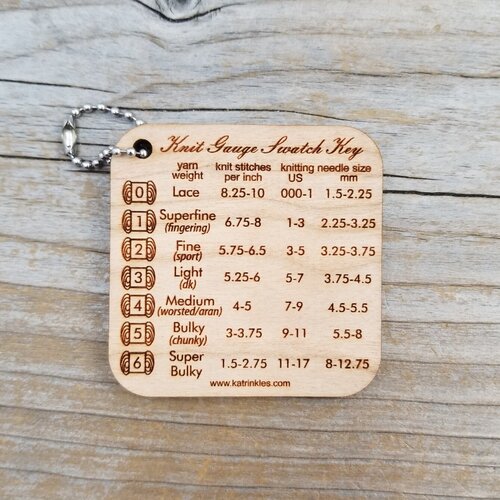 Knit Gauge Swatch Key
yarn weight knit stitches per inch knitting needle size US mm
0 Lace 8.25-10 000-1 1.5-2.25
1 Superfine (fingering) 6.75-8 1-3 2.25-3.25
2 Fine (sport) 5.75-6.5 3-5 3.25-3.75
3 Light (dk) 5.25-6 5-7 3.75-4.5
4 Medium (worsted/aran) 4-5 7-9 4.5-5.5
5 Bulky (chunky) 3-3.75 9-11 5.5-8
6 Super Bulky 1.5-2.75 11-17 8-12.75
www.katrinkles.com